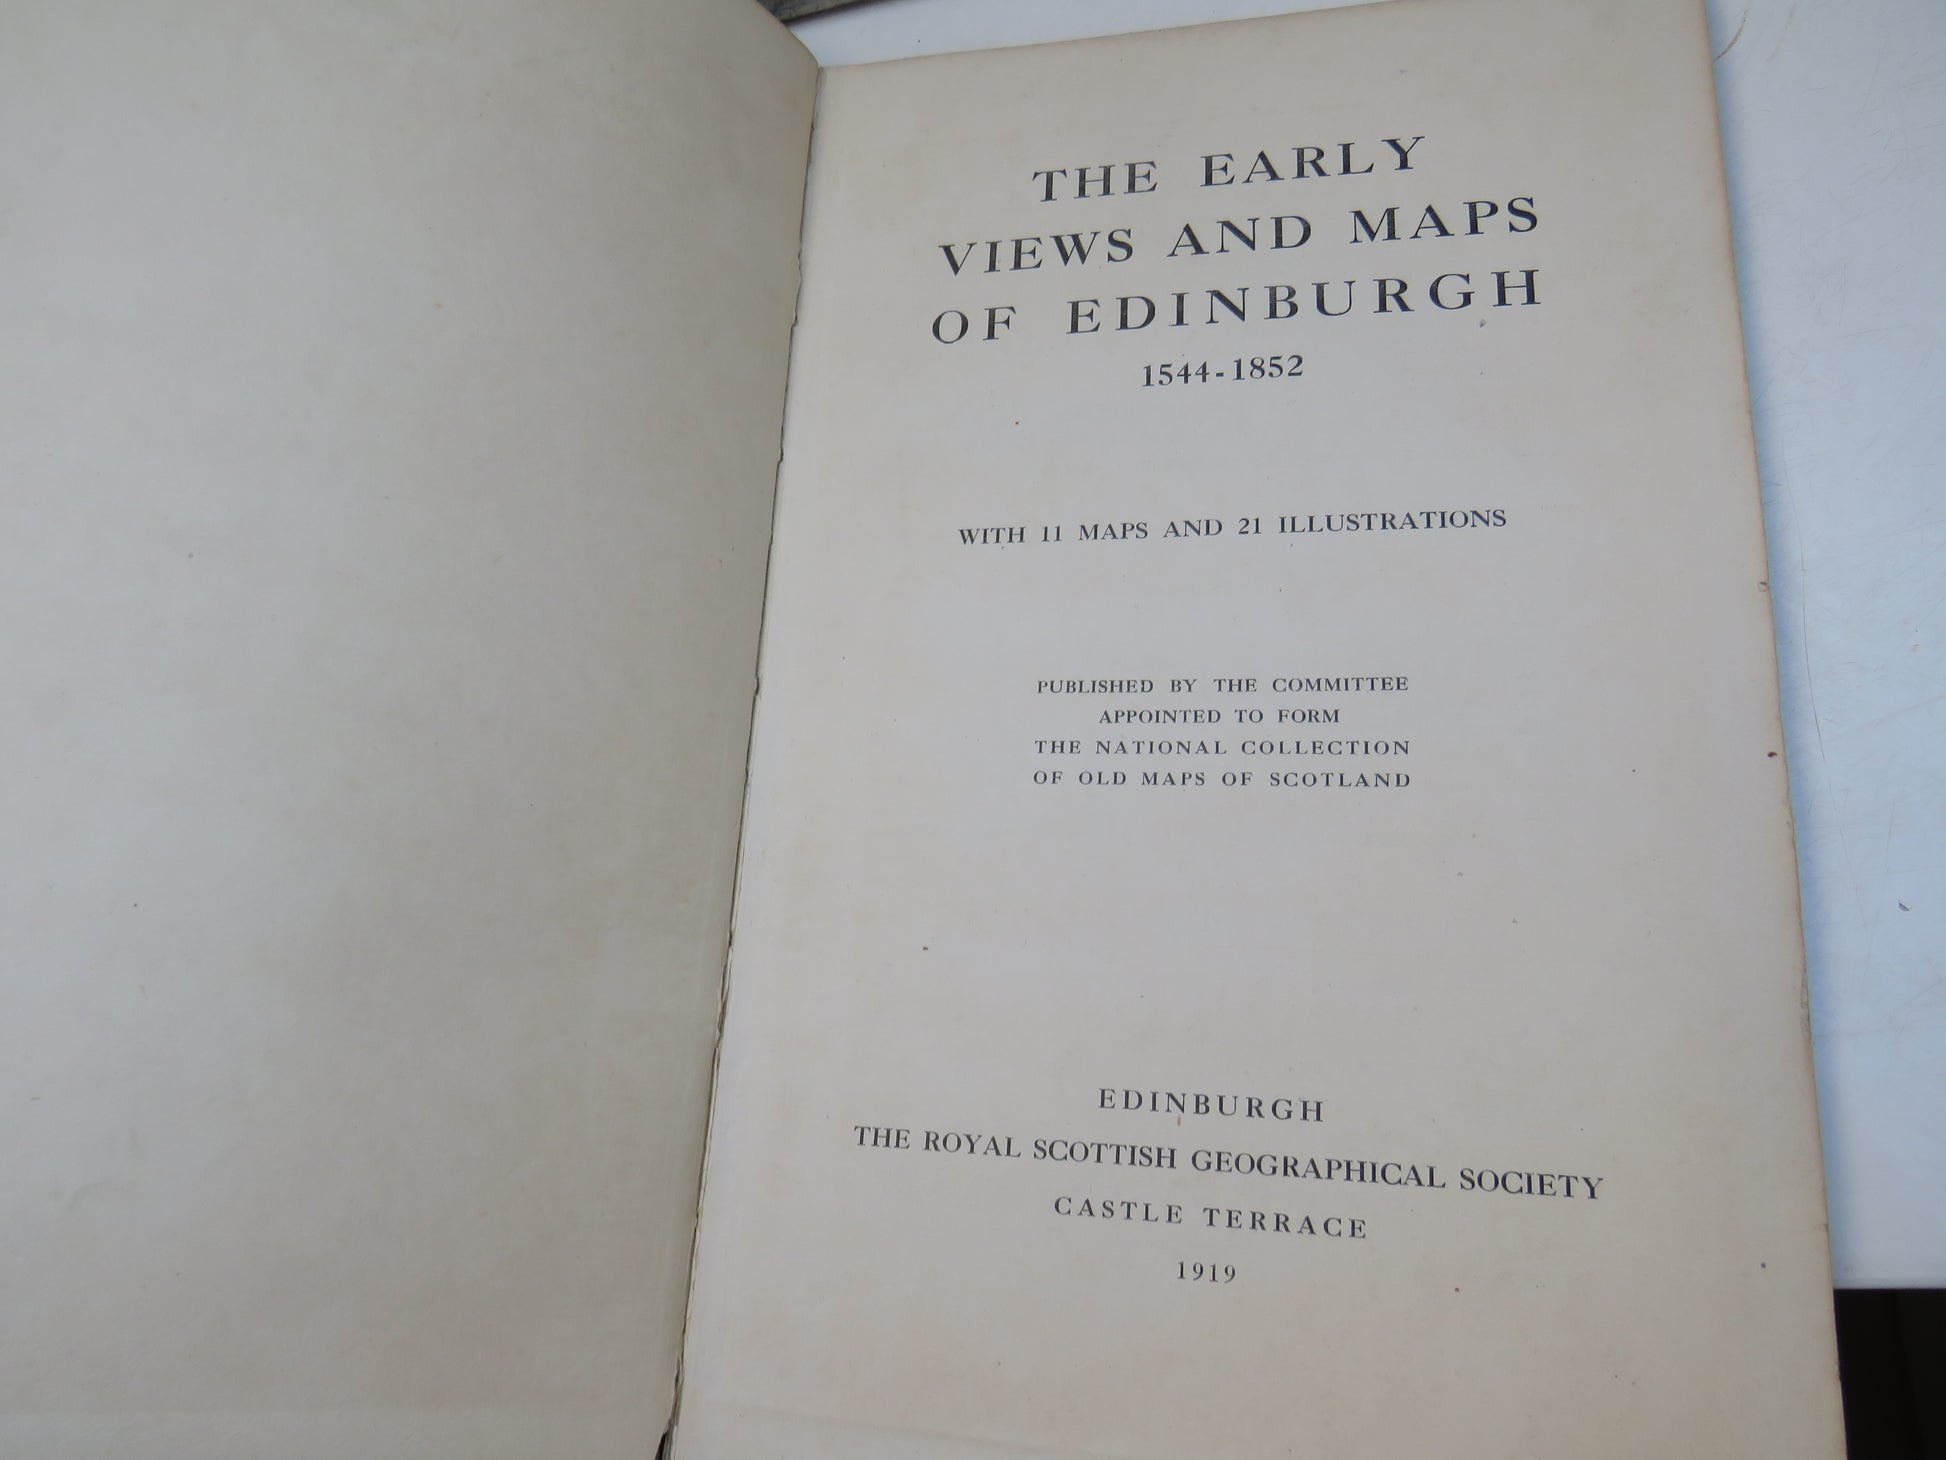 THE EARLY
VIEWS AND MAPS
OF EDINBURGH
1544-1852
WITH 11 MAPS AND 21 ILLUSTRATIONS
PUBLISHED BY THE COMMITTEE
APPOINTED TO FORM
THE NATIONAL COLLECTION
OF OLD MAPS OF SCOTLAND
EDINBURGH
THE ROYAL SCOTTISH GEOGRAPHICAL SOCIETY
CASTLE TERRACE
1919